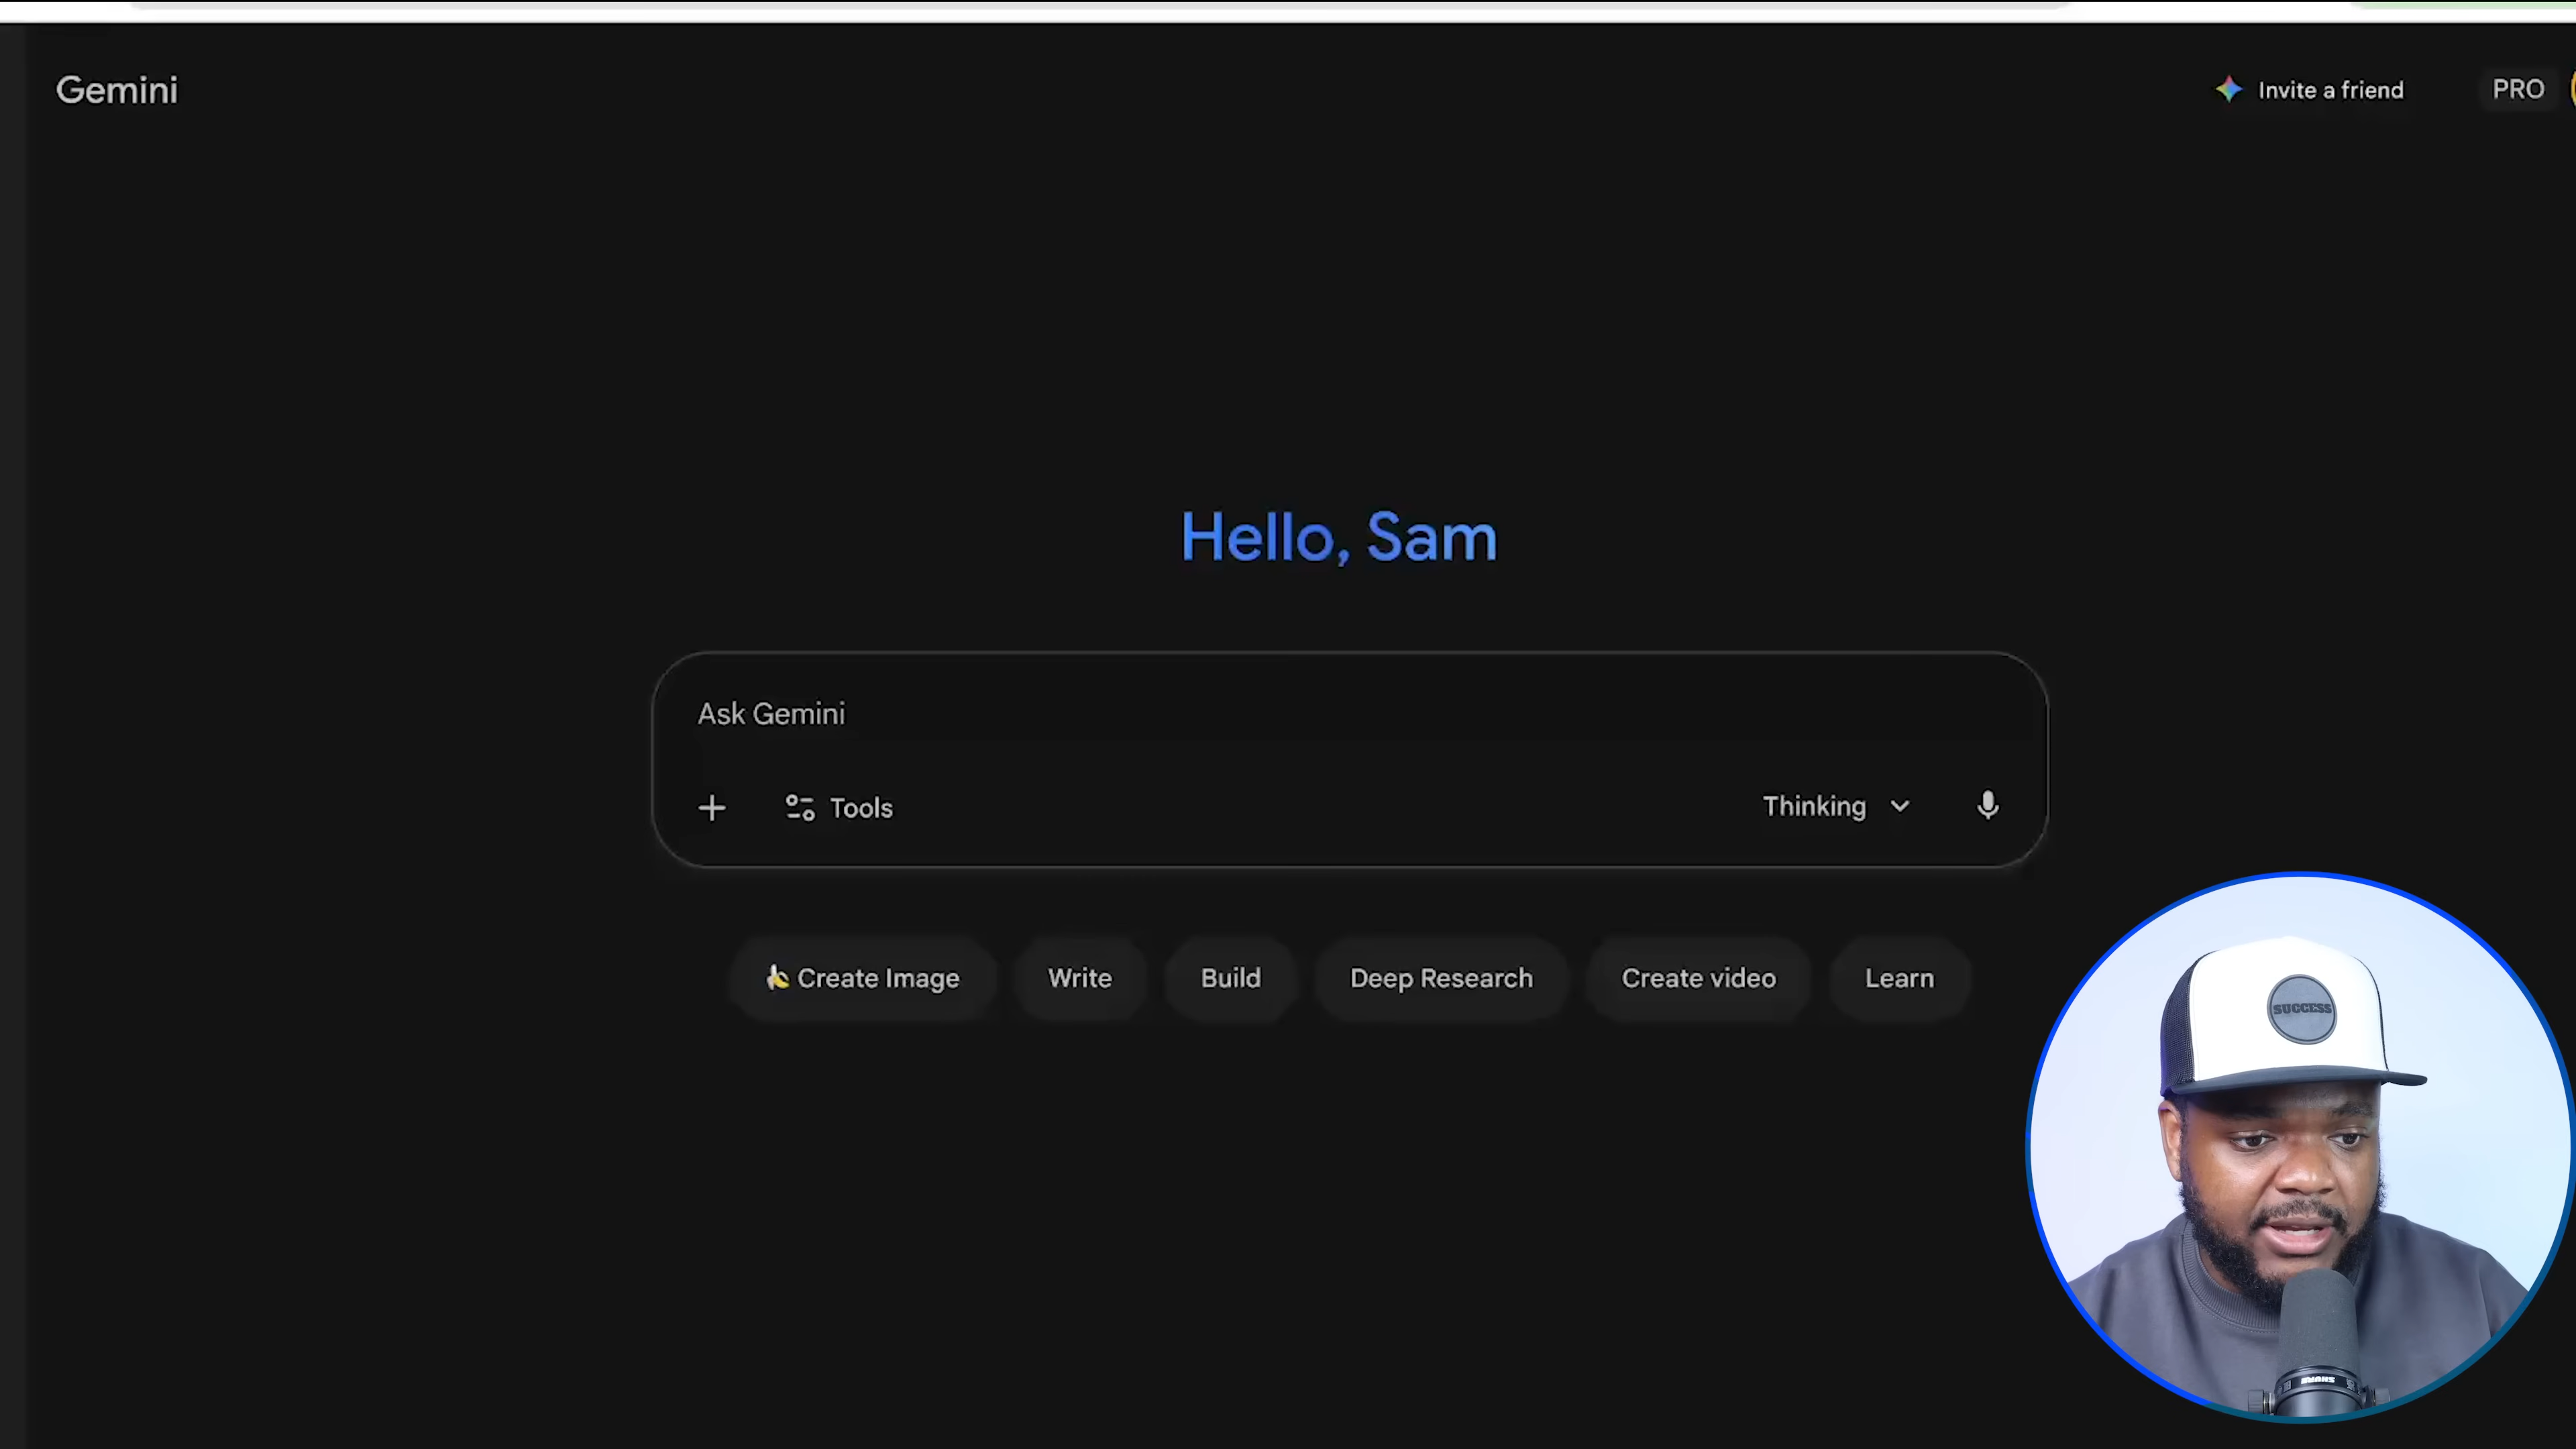 Gemini
Invite a friend
PRO
Hello, Sam
Ask Gemini
Tools
Thinking
Create Image
Write
Build
Deep Research
Create video
Learn
SUCCESS
SHURE